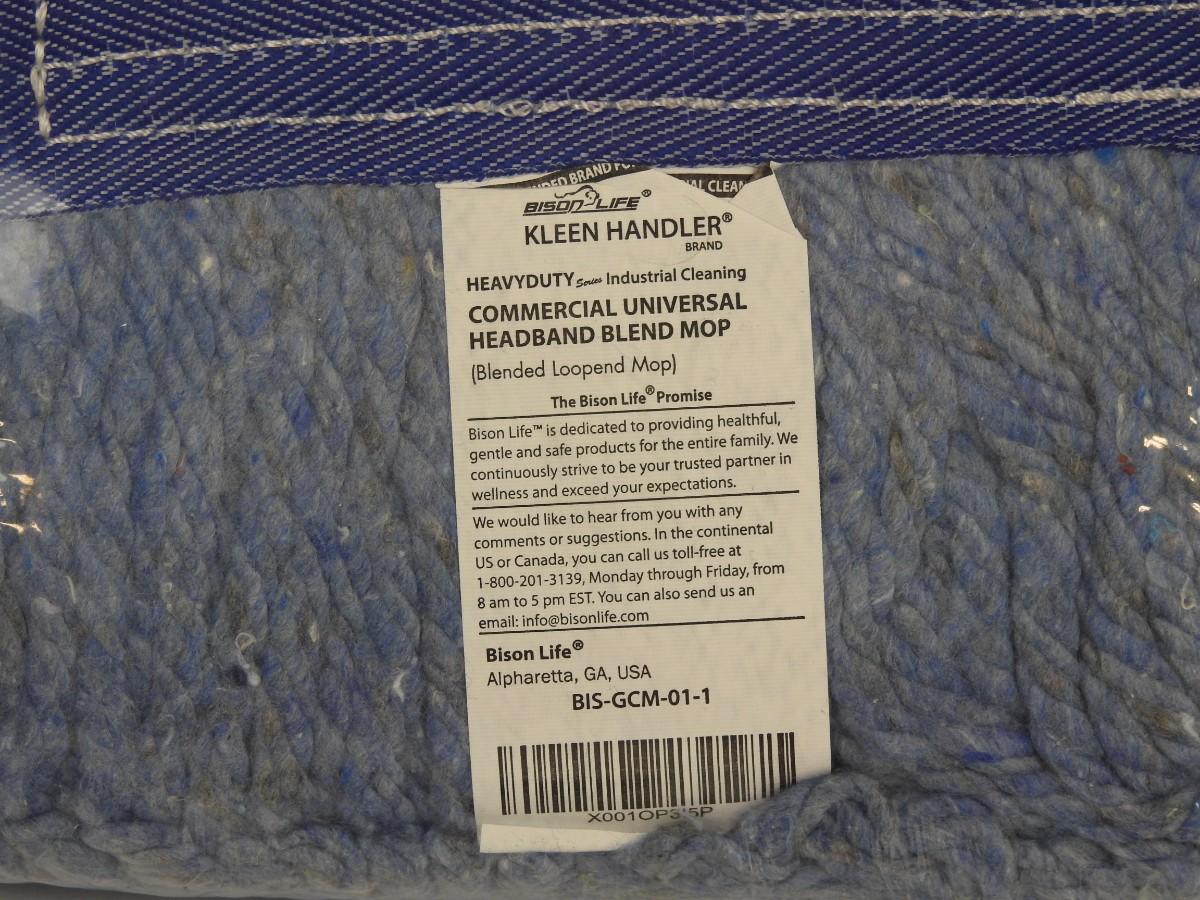 BRAND FO
IAL CLEAN
BISON LIFE®
KLEEN HANDLER®
BRAND
HEAVYDUTY Series Industrial Cleaning
COMMERCIAL UNIVERSAL
HEADBAND BLEND MOP
(Blended Loopend Mop)
The Bison Life® Promise
Bison Life™ is dedicated to providing healthful,
gentle and safe products for the entire family. We
continuously strive to be your trusted partner in
wellness and exceed your expectations.
We would like to hear from you with any
comments or suggestions. In the continental
US or Canada, you can call us toll-free at
1-800-201-3139, Monday through Friday, from
8 am to 5 pm EST. You can also send us an
email: info@bisonlife.com
Bison Life®
Alpharetta, GA, USA
BIS-GCM-01-1